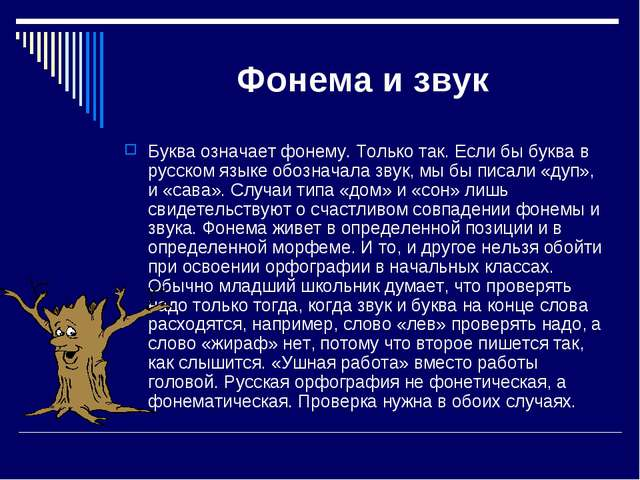 Фонема и звук
Буква означает фонему. Только так. Если бы буква в
русском языке обозначала звук, мы бы писали «дуп»,
и «сава». Случаи типа «дом» и «сон» лишь
свидетельствуют о счастливом совпадении фонемы и
звука. Фонема живет в определенной позиции и в
определенной морфеме. И то, и другое нельзя обойти
при освоении орфографии в начальных классах.
Обычно младший школьник думает, что проверять
надо только тогда, когда звук и буква на конце слова
расходятся, например, слово «лев» проверять надо, а
слово «жираф» нет, потому что второе пишется так,
как слышится. «Ушная работа» вместо работы
головой. Русская орфография не фонетическая, а
фонематическая. Проверка нужна в обоих случаях.